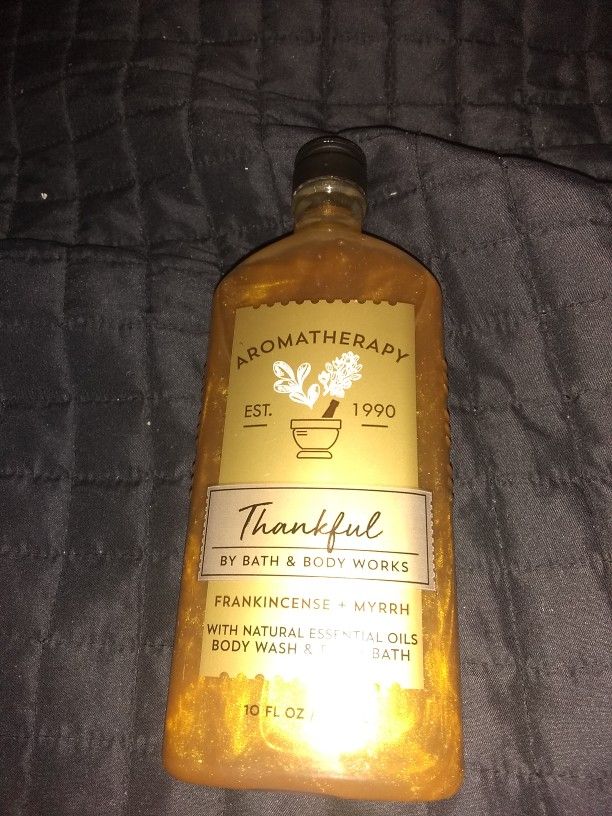 AROMATHERAPY
EST. 1990
Thankful
BY BATH & BODY WORKS
FRANKINCENSE + MYRRH
WITH NATURAL ESSENTIAL OILS
BODY WASH & BATH
10 FL OZ /